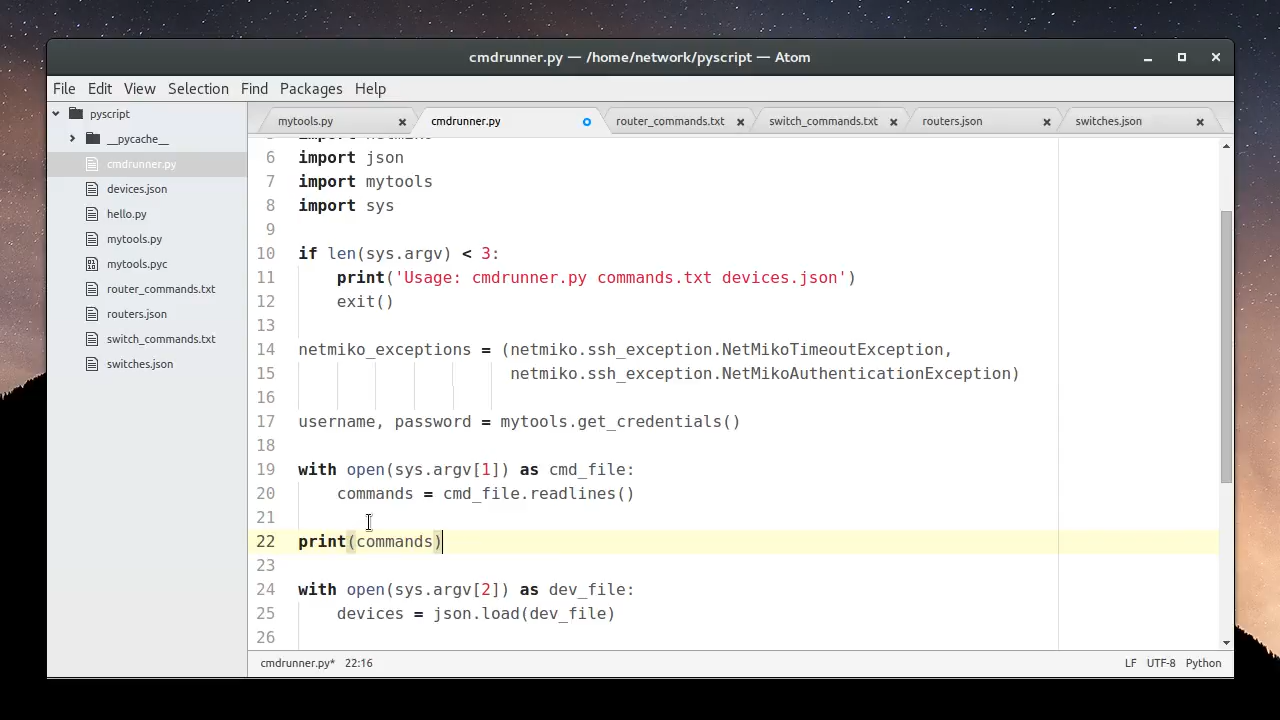 cmdrunner.py — /home/network/pyscript — Atom
File Edit View Selection Find Packages Help
pyscript
__pycache__
cmdrunner.py
devices.json
hello.py
mytools.py
mytools.pyc
router_commands.txt
routers.json
switch_commands.txt
switches.json
mytools.py cmdrunner.py router_commands.txt switch_commands.txt routers.json switches.json
6 import json
7 import mytools
8 import sys
9
10 if len(sys.argv) < 3:
11 print('Usage: cmdrunner.py commands.txt devices.json')
12 exit()
13
14 netmiko_exceptions = (netmiko.ssh_exception.NetMikoTimeoutException,
15 netmiko.ssh_exception.NetMikoAuthenticationException)
16
17 username, password = mytools.get_credentials()
18
19 with open(sys.argv[1]) as cmd_file:
20 commands = cmd_file.readlines()
21
22 print(commands)
23
24 with open(sys.argv[2]) as dev_file:
25 devices = json.load(dev_file)
26
cmdrunner.py* 22:16 LF UTF-8 Python